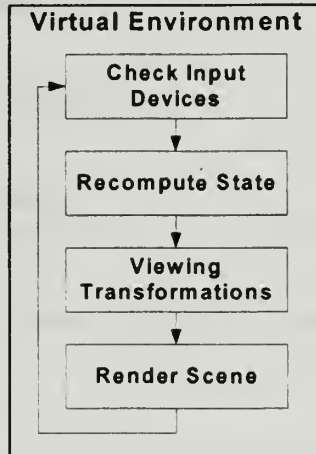 Virtual Environment
Check Input
Devices
Recompute State
Viewing
Transformations
Render Scene